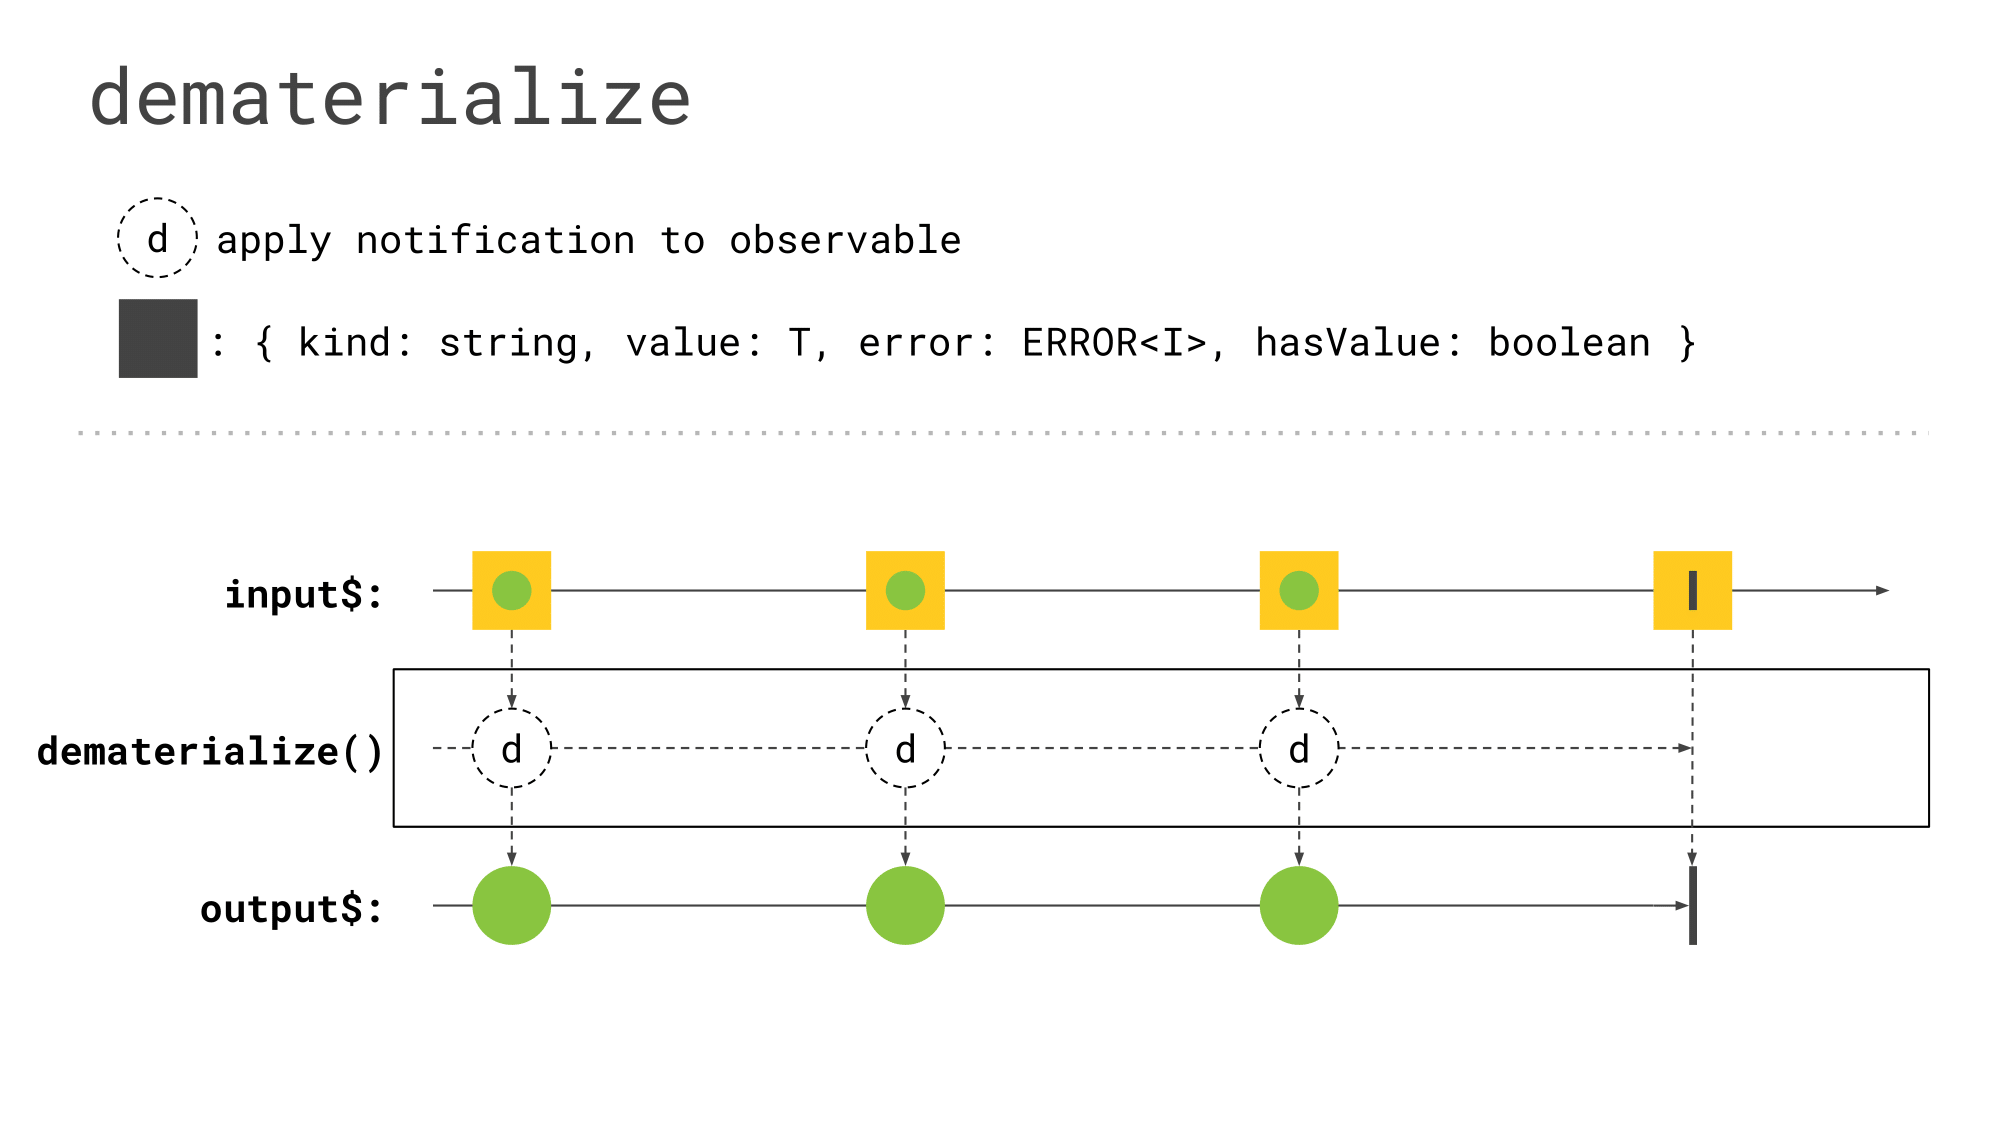 dematerialize
d apply notification to observable
: { kind: string, value: T, error: ERROR<I>, hasValue: boolean }
input$:
dematerialize() d d d
output$: